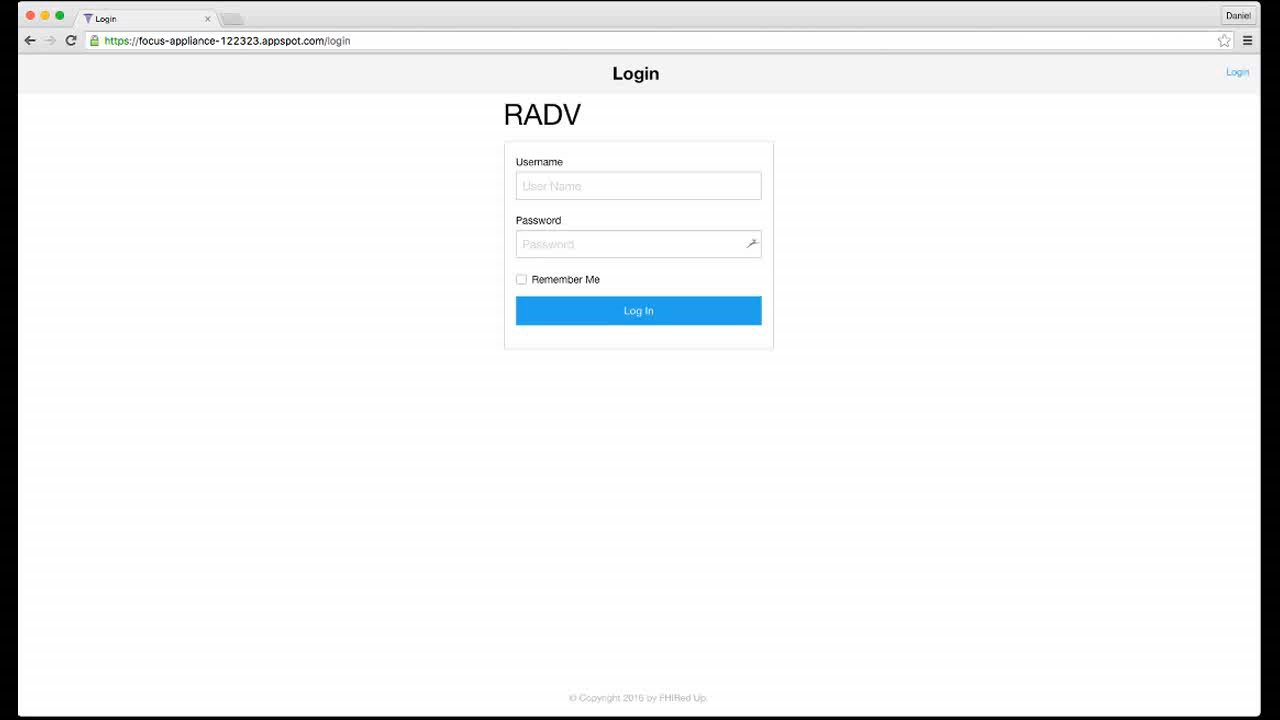 Login
Daniel
https://focus-appliance-122323.appspot.com/login
Login
Login
RADV
Username
User Name
Password
Password
Remember Me
Log In
© Copyright 2016 by FHIRed Up.